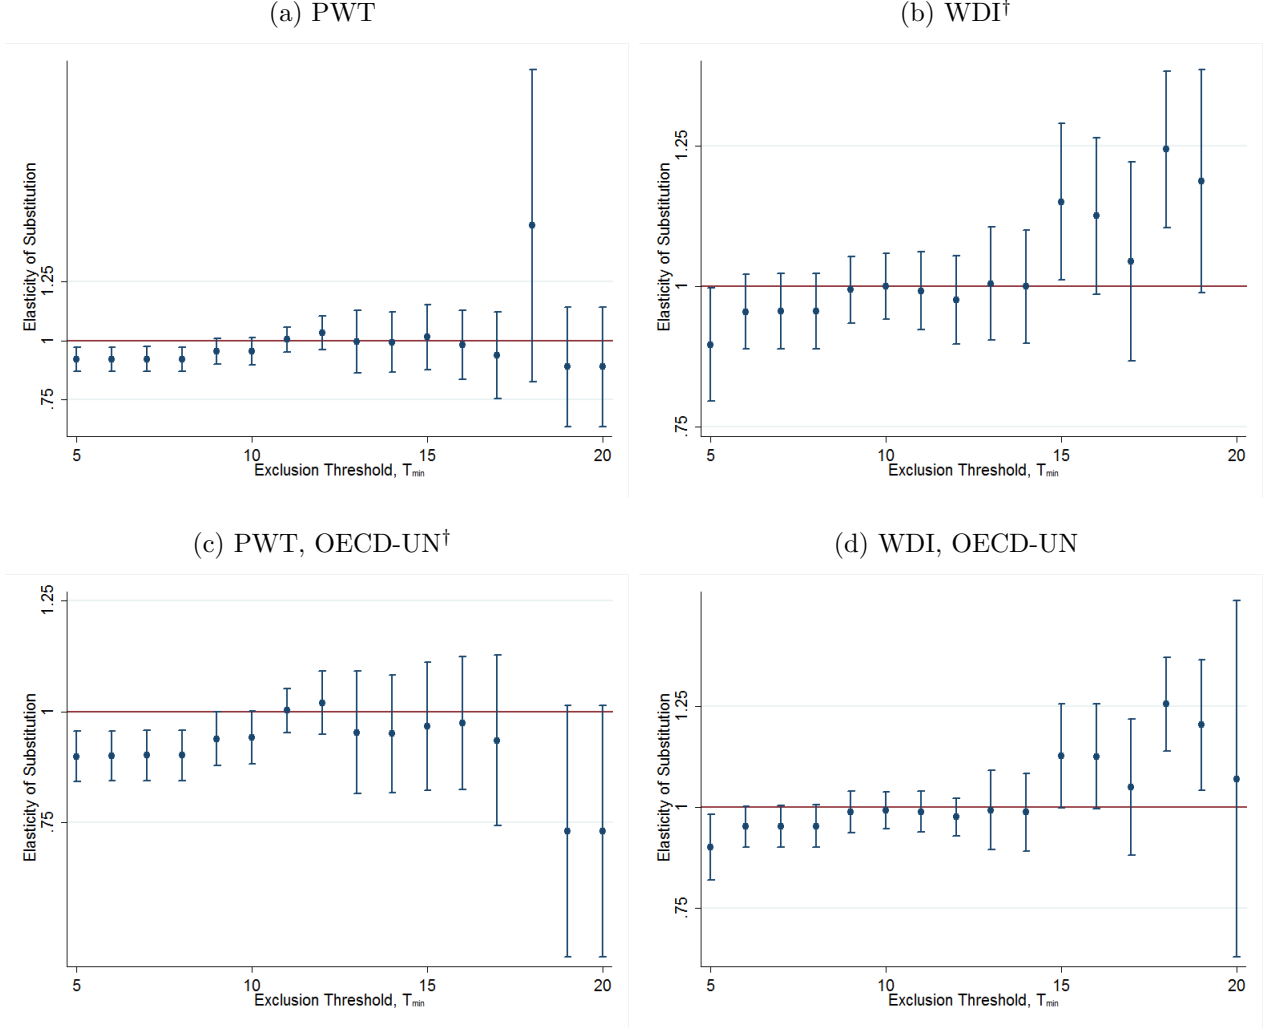 (a) PWT
Elasticity of Substitution
1.25
1
.75
5 10 15 20
Exclusion Threshold, Tmin
(b) WDI†
Elasticity of Substitution
1.25
1
.75
5 10 15 20
Exclusion Threshold, Tmin
(c) PWT, OECD-UN†
Elasticity of Substitution
1.25
1
.75
5 10 15 20
Exclusion Threshold, Tmin
(d) WDI, OECD-UN
Elasticity of Substitution
1.25
1
.75
5 10 15 20
Exclusion Threshold, Tmin